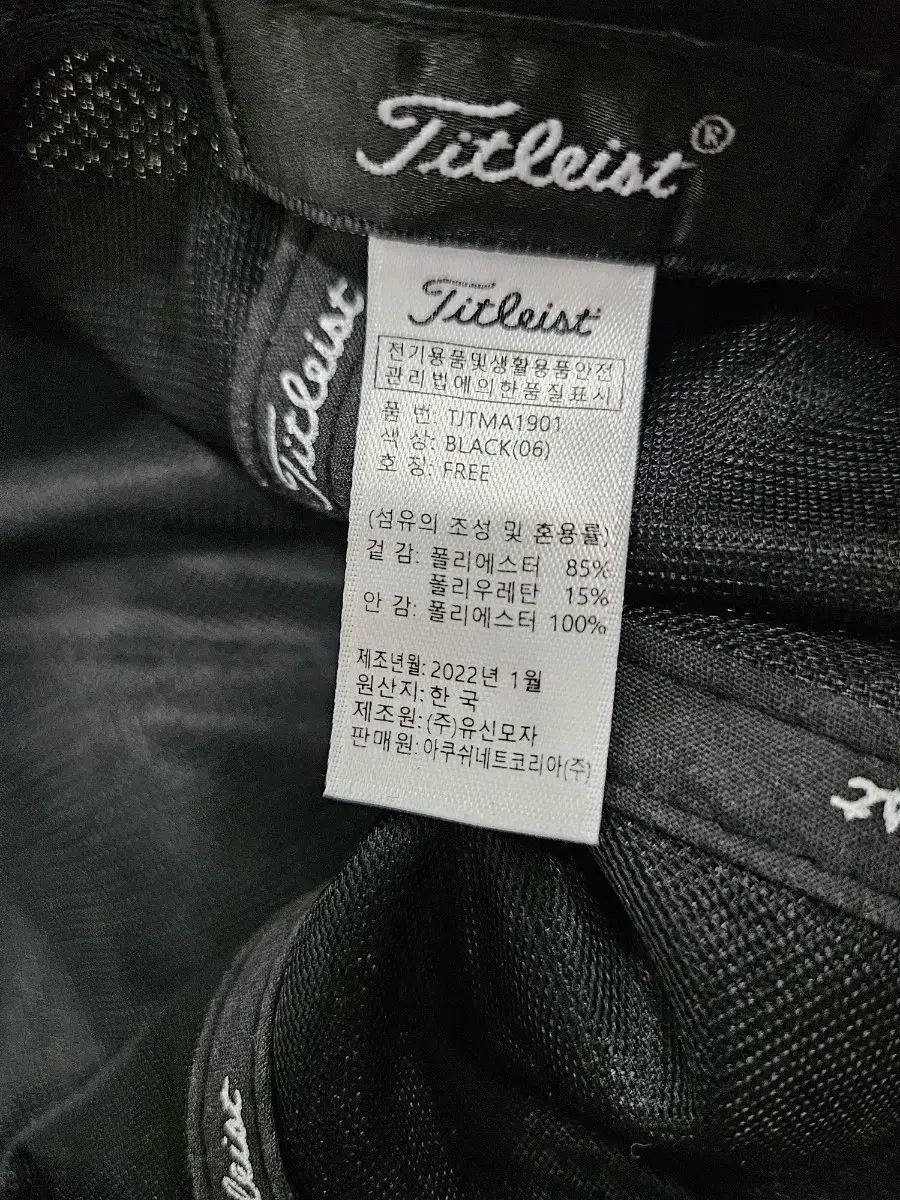 Titleist®
Titleist
Titleist
전기용품및생활용품안전
관리법에의한품질표시
품 번: TJTMA1901
색 상: BLACK(06)
호 칭: FREE
(섬유의 조성 및 혼용률)
겉 감: 폴리에스터 85%
폴리우레탄 15%
안 감: 폴리에스터 100%
제조년월: 2022년 1월
원산지: 한 국
제조원: (주)유신모자
판매원: 아쿠쉬네트코리아(주)
leist